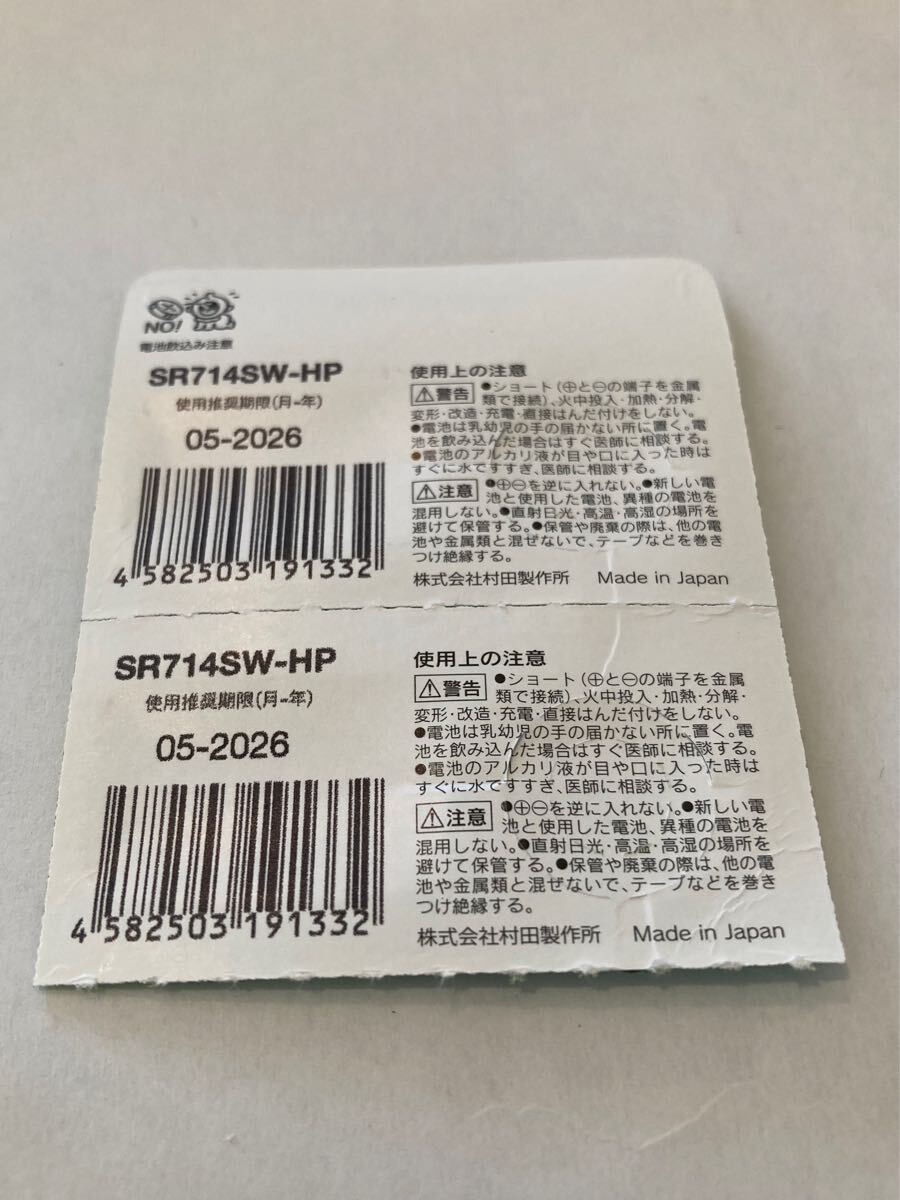 NO!
電池飲込み注意
SR714SW-HP
使用推奨期限(月-年)
05-2026
4 582503 191332
使用上の注意
⚠警告 ●ショート(⊕と⊖の端子を金属
類で接続)、火中投入・加熱・分解・
変形・改造・充電・直接はんだ付けをしない。
●電池は乳幼児の手の届かない所に置く。電
池を飲み込んだ場合はすぐ医師に相談する。
●電池のアルカリ液が目や口に入った時は
すぐに水ですすぎ、医師に相談する。
⚠注意 ●⊕⊖を逆に入れない。●新しい電
池と使用した電池、異種の電池を
混用しない。●直射日光・高温・高湿の場所を
避けて保管する。●保管や廃棄の際は、他の電
池や金属類と混ぜないで、テープなどを巻き
つけ絶縁する。
株式会社村田製作所 Made in Japan
SR714SW-HP
使用推奨期限(月-年)
05-2026
4 582503 191332
使用上の注意
⚠警告 ●ショート(⊕と⊖の端子を金属
類で接続)、火中投入・加熱・分解・
変形・改造・充電・直接はんだ付けをしない。
●電池は乳幼児の手の届かない所に置く。電
池を飲み込んだ場合はすぐ医師に相談する。
●電池のアルカリ液が目や口に入った時は
すぐに水ですすぎ、医師に相談する。
⚠注意 ●⊕⊖を逆に入れない。●新しい電
池と使用した電池、異種の電池を
混用しない。●直射日光・高温・高湿の場所を
避けて保管する。●保管や廃棄の際は、他の電
池や金属類と混ぜないで、テープなどを巻き
つけ絶縁する。
株式会社村田製作所 Made in Japan